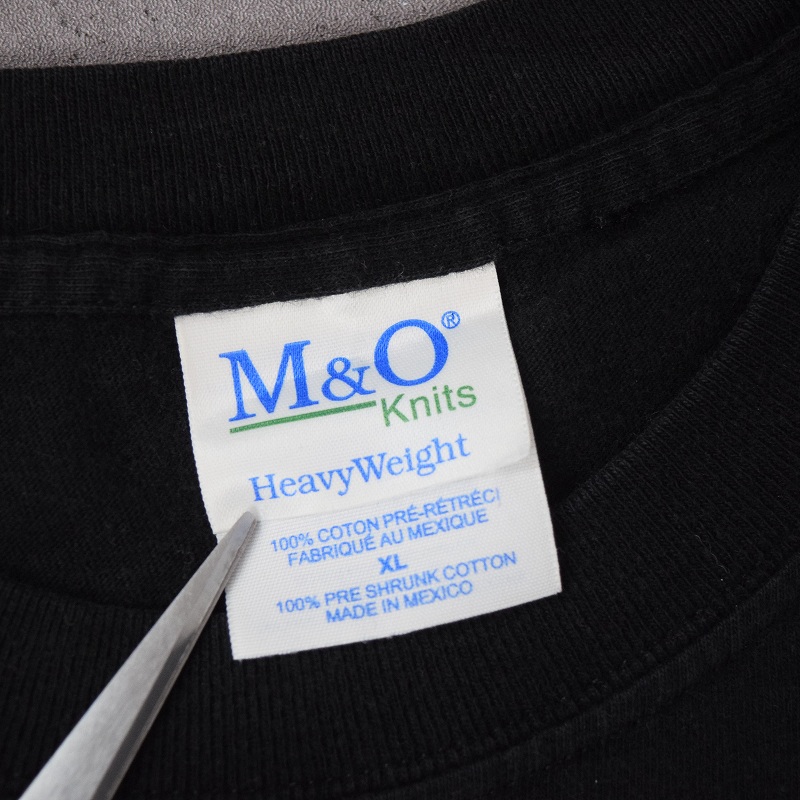 M&O®
Knits
HeavyWeight
100% COTON PRÉ-RÉTRÉCI
FABRIQUÉ AU MEXIQUE
XL
100% PRE SHRUNK COTTON
MADE IN MEXICO